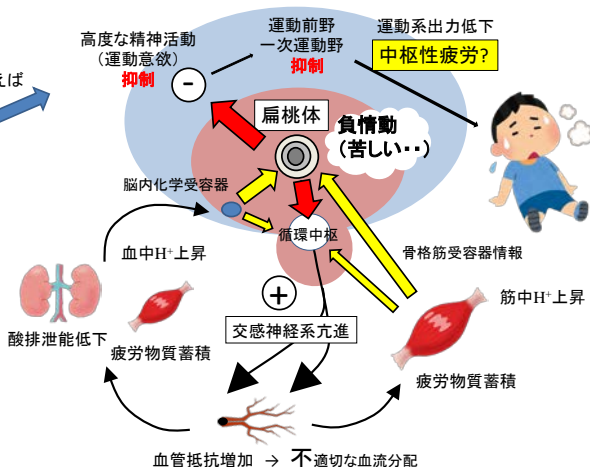 高度な精神活動
（運動意欲）
抑制
運動前野
一次運動野
抑制
運動系出力低下
中枢性疲労?
えば
-
扁桃体
負情動
（苦しい・・）
脳内化学受容器
循環中枢
骨格筋受容器情報
血中H⁺上昇
+
筋中H⁺上昇
酸排泄能低下
疲労物質蓄積
交感神経系亢進
疲労物質蓄積
血管抵抗増加 → 不適切な血流分配